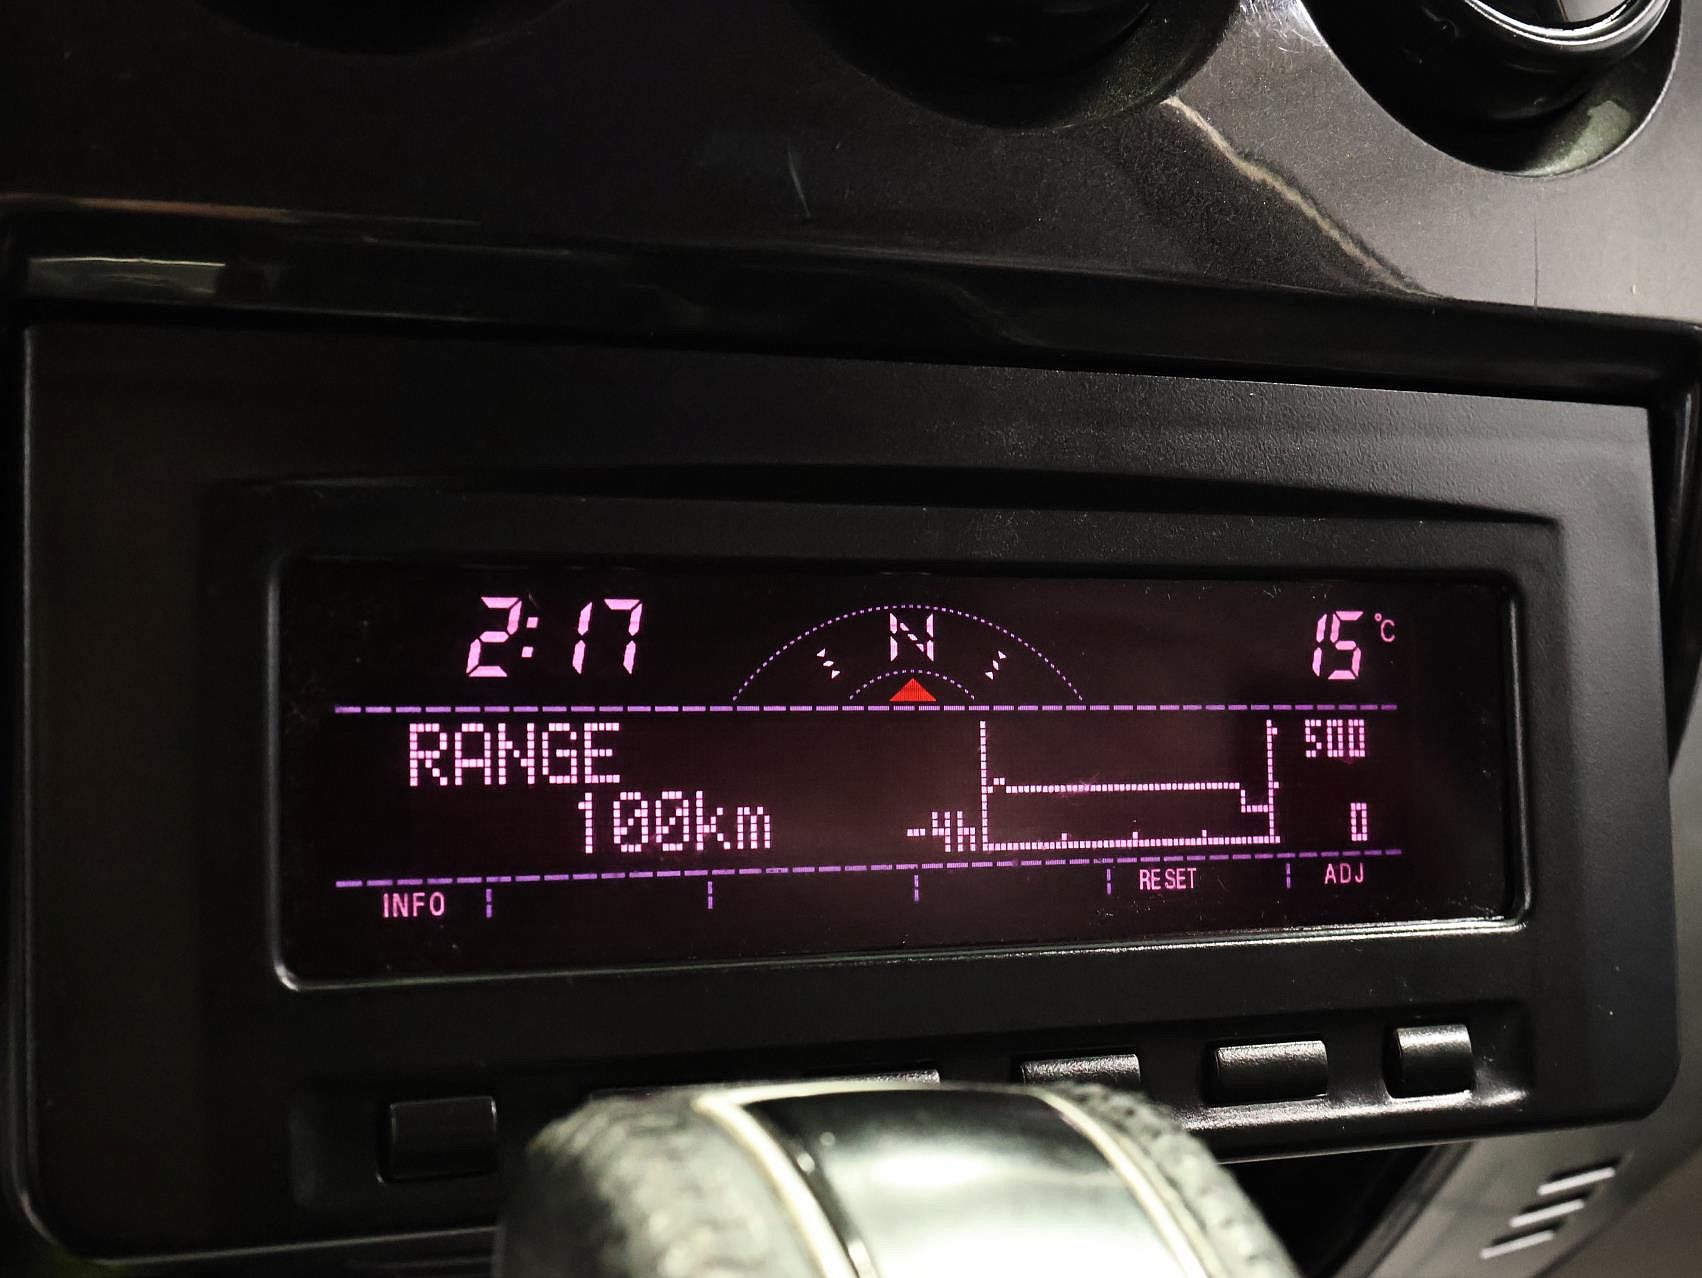 2:17 N 15°C
RANGE
500
100km
-4h 0
INFO RESET ADJ